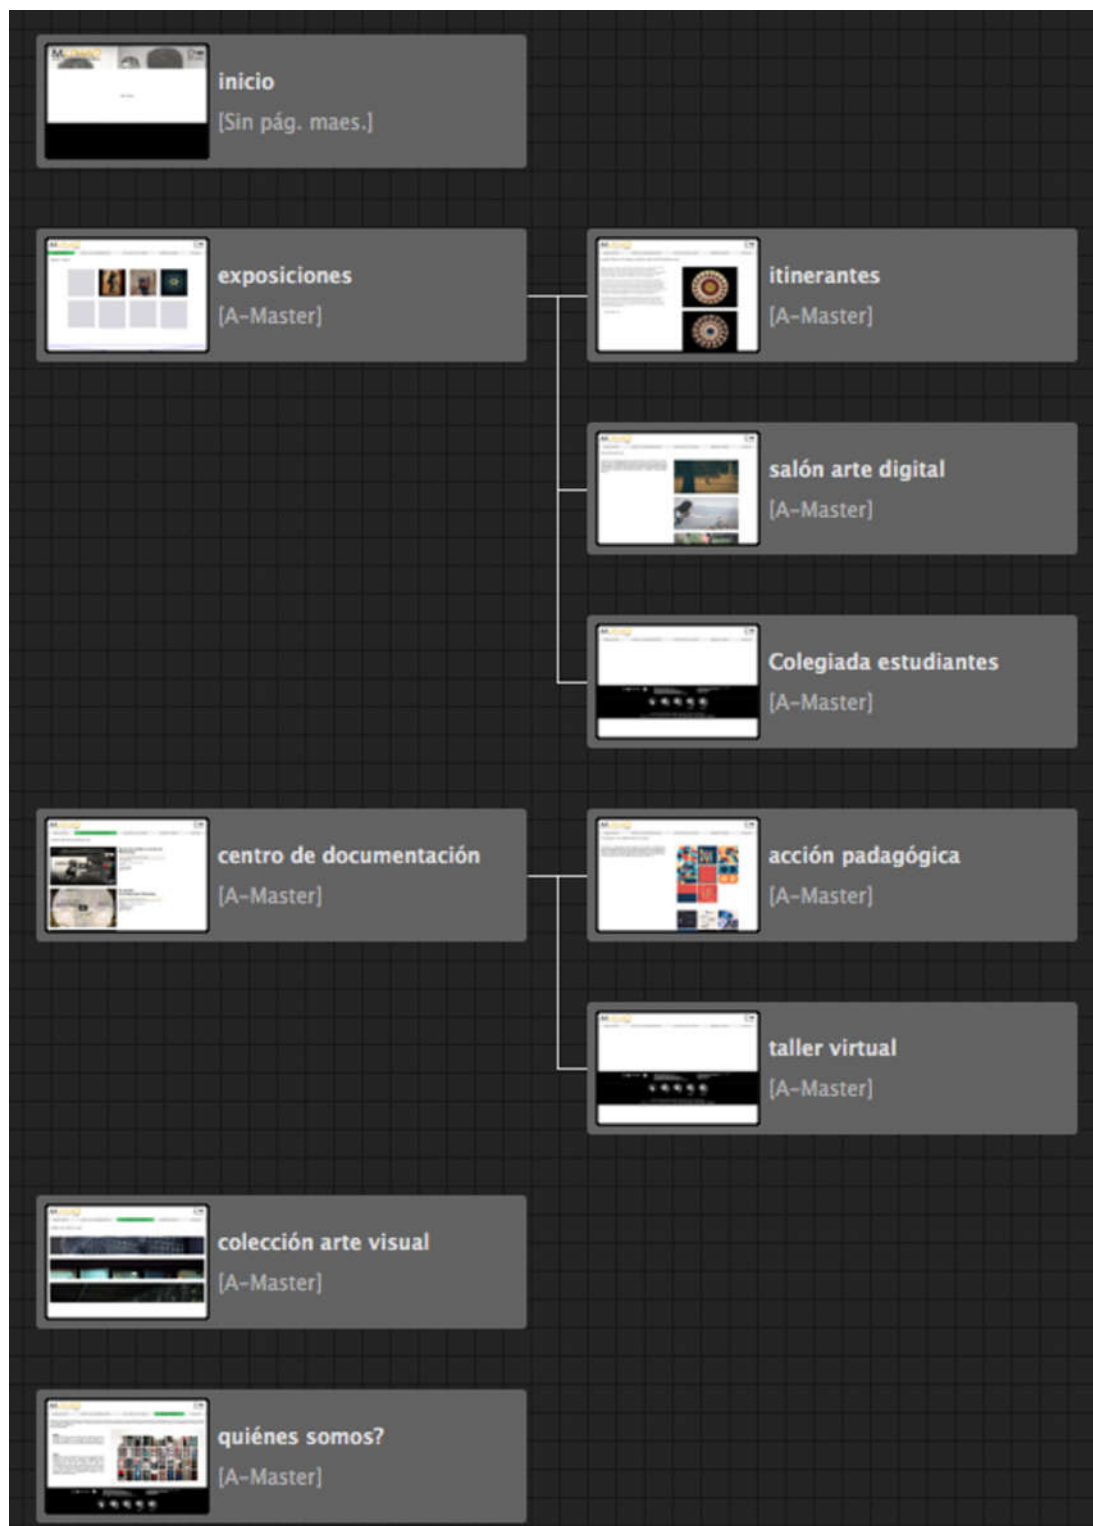 inicio
[Sin pág. maes.]
exposiciones
[A-Master]
itinerantes
[A-Master]
salón arte digital
[A-Master]
Colegiada estudiantes
[A-Master]
centro de documentación
[A-Master]
acción padagógica
[A-Master]
taller virtual
[A-Master]
colección arte visual
[A-Master]
quiénes somos?
[A-Master]